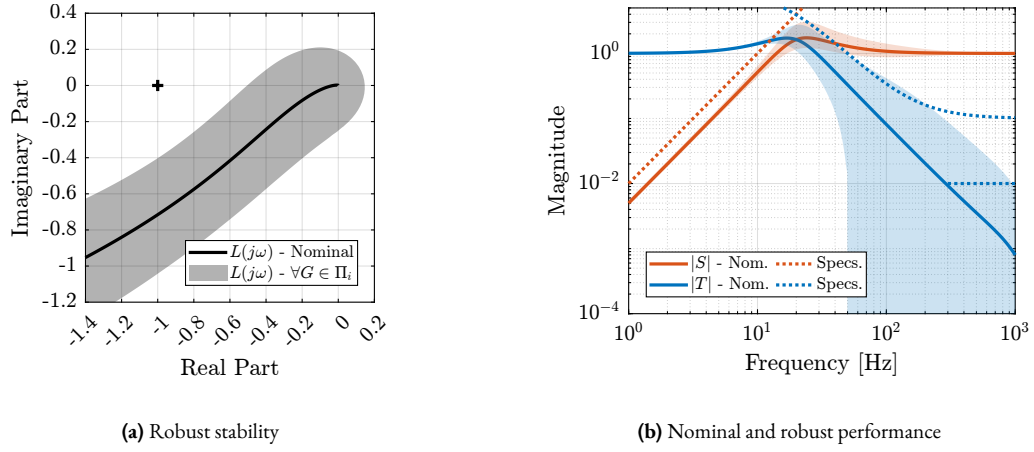 0.4
0.2
0
-0.2
-0.4
-0.6
-0.8
-1
-1.2
-1.4
-1.2
-1
-0.8
-0.6
-0.4
-0.2
0
0.2
Imaginary Part
Real Part
L(jω) - Nominal
L(jω) - ∀G ∈ Π_i
(a) Robust stability
10^0
10^-2
10^-4
10^0
10^1
10^2
10^3
Magnitude
Frequency [Hz]
|S| - Nom. Specs.
|T| - Nom. Specs.
(b) Nominal and robust performance